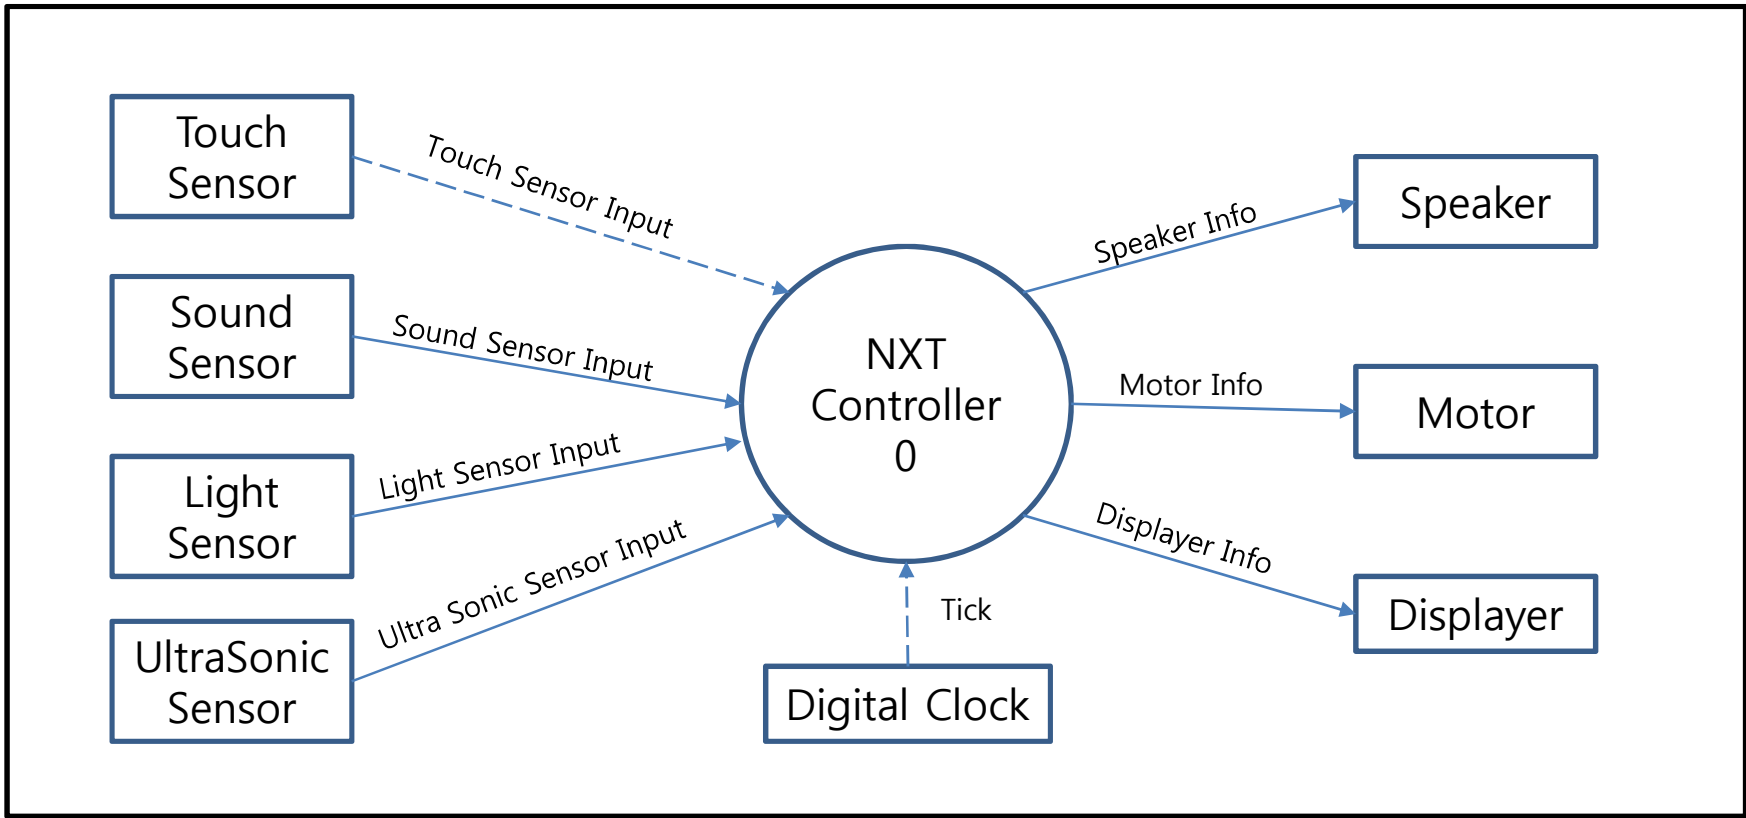 Touch
Sensor
Touch Sensor Input
Sound
Sensor
Sound Sensor Input
Light
Sensor
Light Sensor Input
UltraSonic
Sensor
Ultra Sonic Sensor Input
NXT
Controller
0
Tick
Digital Clock
Speaker Info
Speaker
Motor Info
Motor
Displayer Info
Displayer